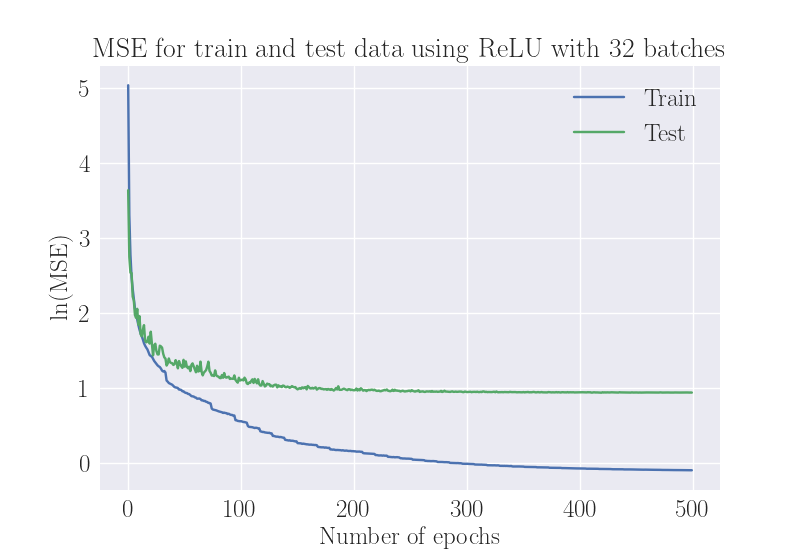 MSE for train and test data using ReLU with 32 batches
Train
Test
5
4
3
2
1
0
ln(MSE)
0 100 200 300 400 500
Number of epochs